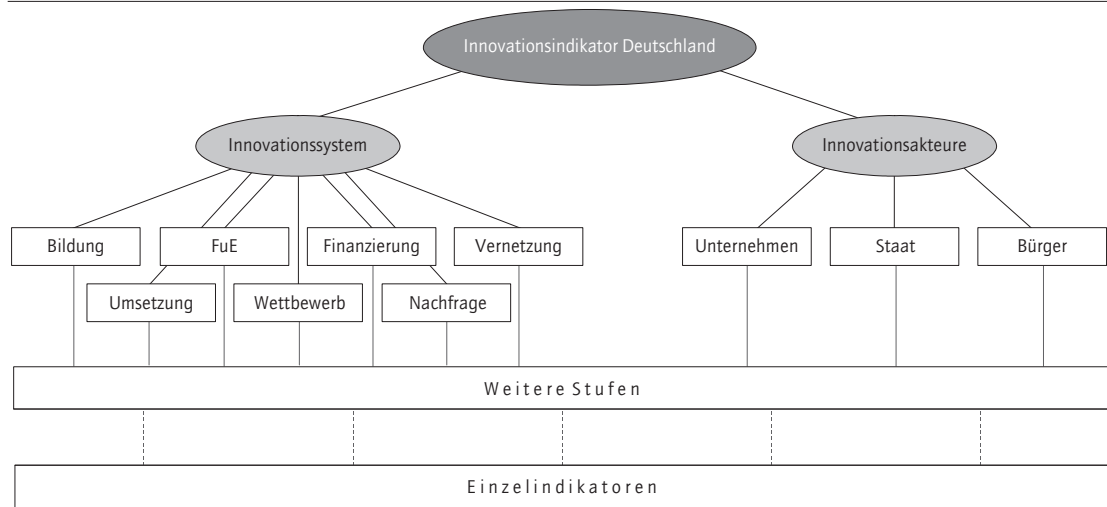 Innovationsindikator Deutschland
Innovationssystem
Innovationsakteure
Bildung
FuE
Finanzierung
Vernetzung
Unternehmen
Staat
Bürger
Umsetzung
Wettbewerb
Nachfrage
Weitere Stufen
Einzelindikatoren